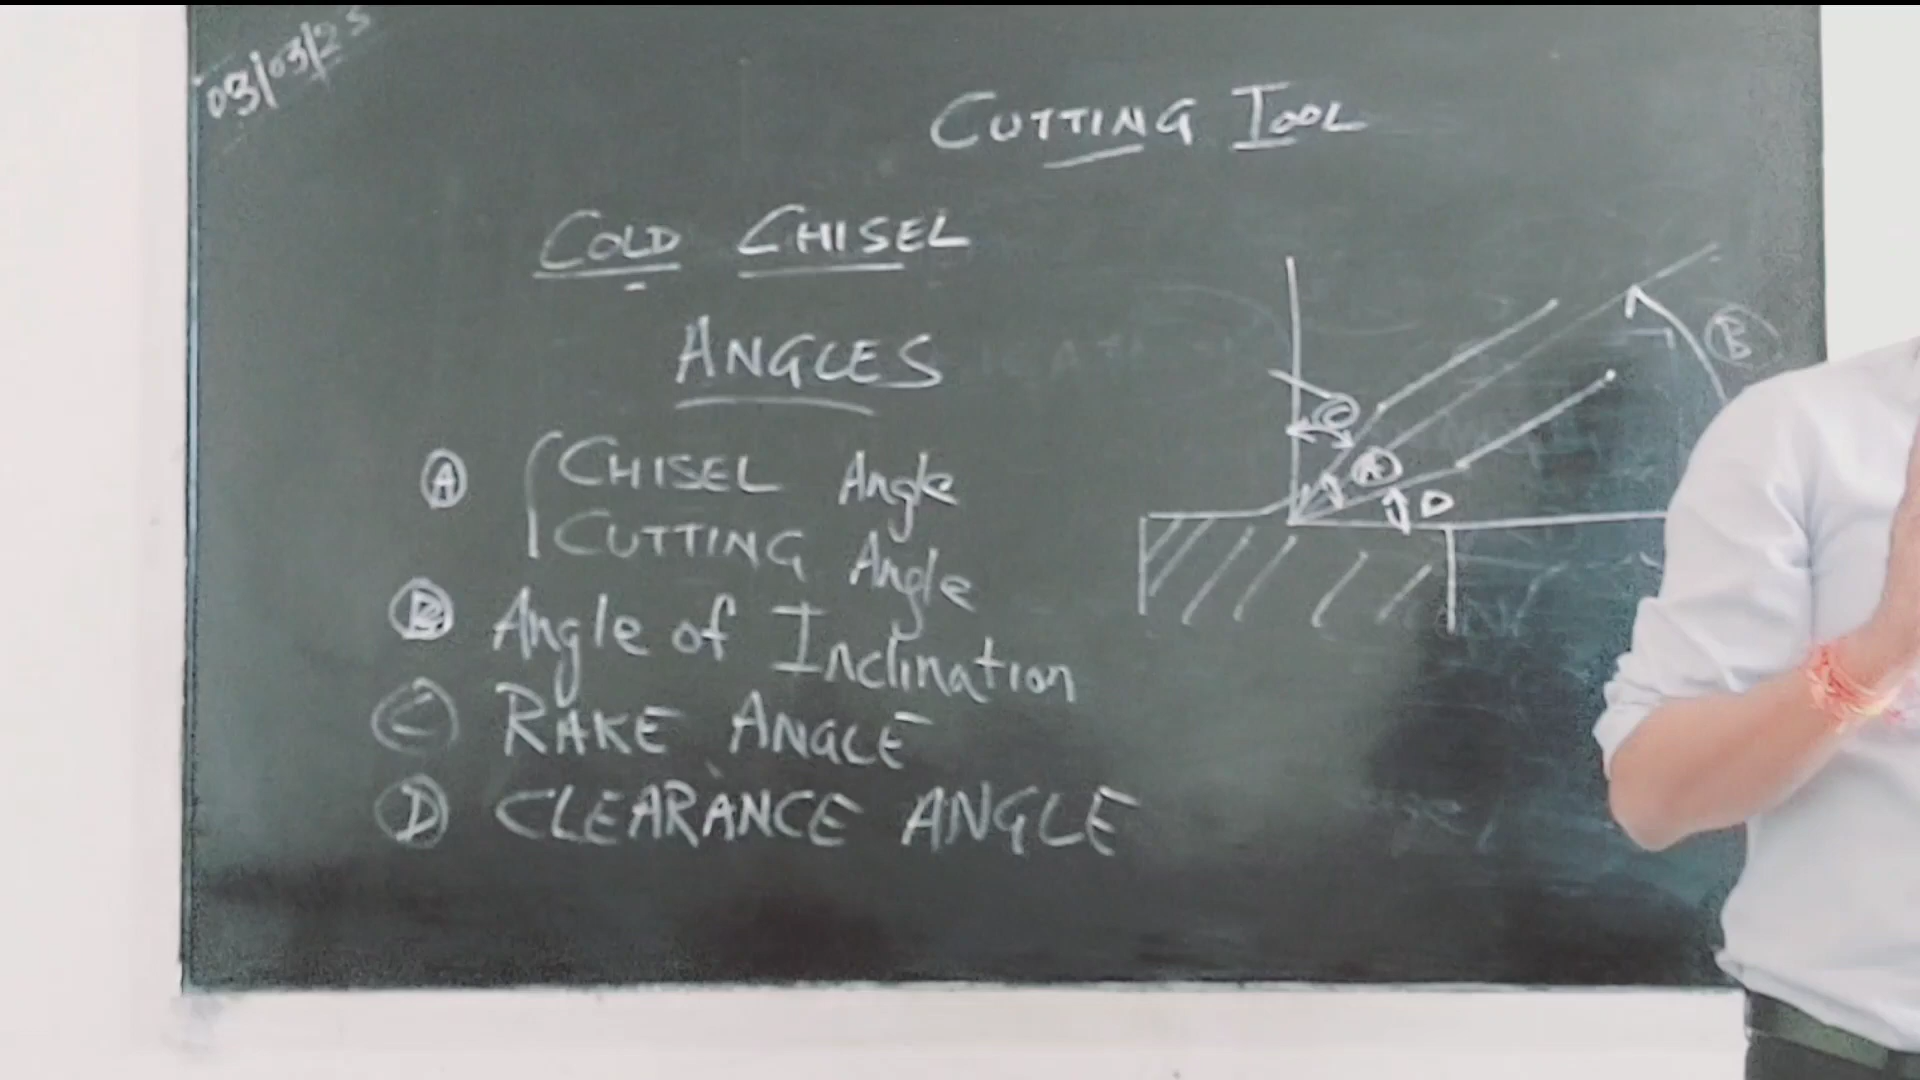 03/03/25
CUTTING TOOL
COLD CHISEL
ANGLES
A CHISEL Angle
CUTTING Angle
B Angle of Inclination
C RAKE ANGLE
D CLEARANCE ANGLE
B
C
A
D